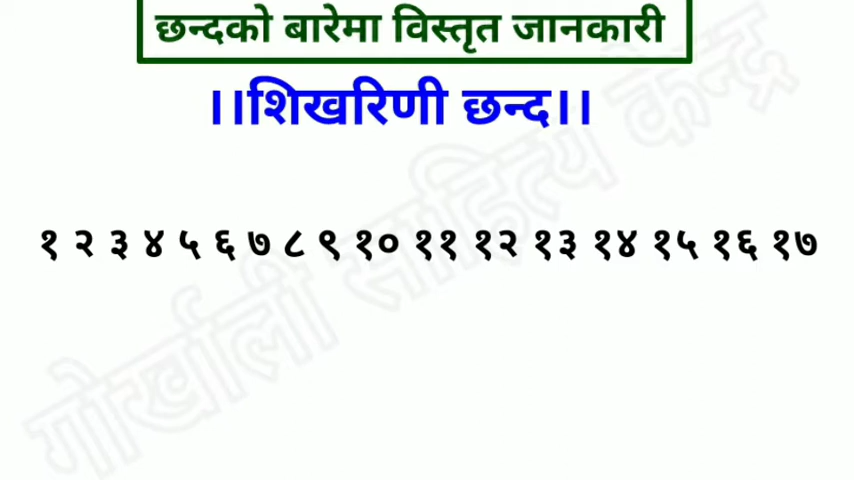 छन्दको बारेमा विस्तृत जानकारी
।।शिखरिणी छन्द।।
१ २ ३ ४ ५ ६ ७ ८ ९ १० ११ १२ १३ १४ १५ १६ १७
गोर्खाली साहित्य केन्द्र